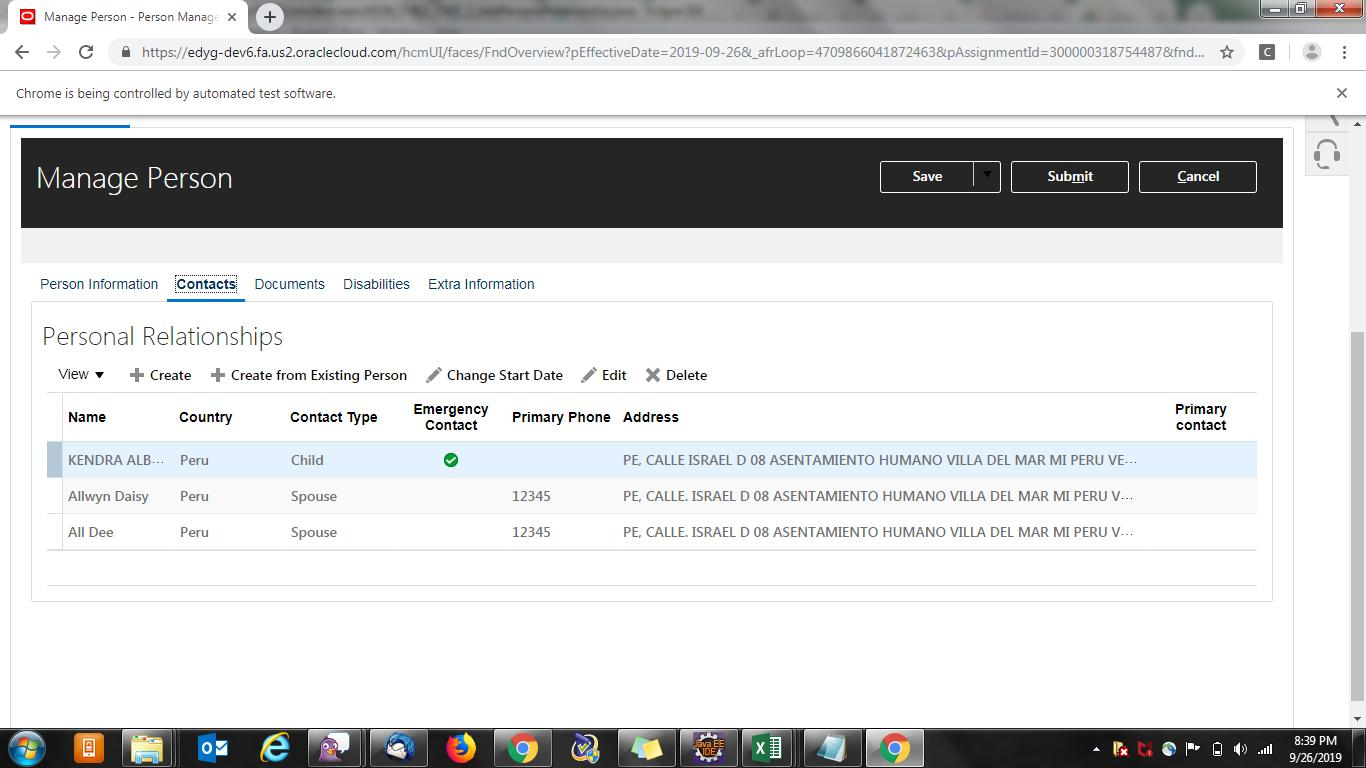 Manage Person - Person Manage
https://edyg-dev6.fa.us2.oraclecloud.com/hcmUI/faces/FndOverview?pEffectiveDate=2019-09-26&_afrLoop=4709866041872463&pAssignmentId=300000318754487&fnd...
C
Chrome is being controlled by automated test software.
Manage Person
Save
Submit
Cancel
Person Information Contacts Documents Disabilities Extra Information
Personal Relationships
View Create Create from Existing Person Change Start Date Edit Delete
Name Country Contact Type Emergency Contact Primary Phone Address Primary contact
KENDRA ALB... Peru Child PE, CALLE ISRAEL D 08 ASENTAMIENTO HUMANO VILLA DEL MAR MI PERU VE...
Allwyn Daisy Peru Spouse 12345 PE, CALLE. ISRAEL D 08 ASENTAMIENTO HUMANO VILLA DEL MAR MI PERU V...
All Dee Peru Spouse 12345 PE, CALLE. ISRAEL D 08 ASENTAMIENTO HUMANO VILLA DEL MAR MI PERU V...
Java EE
IDE
8:39 PM
9/26/2019